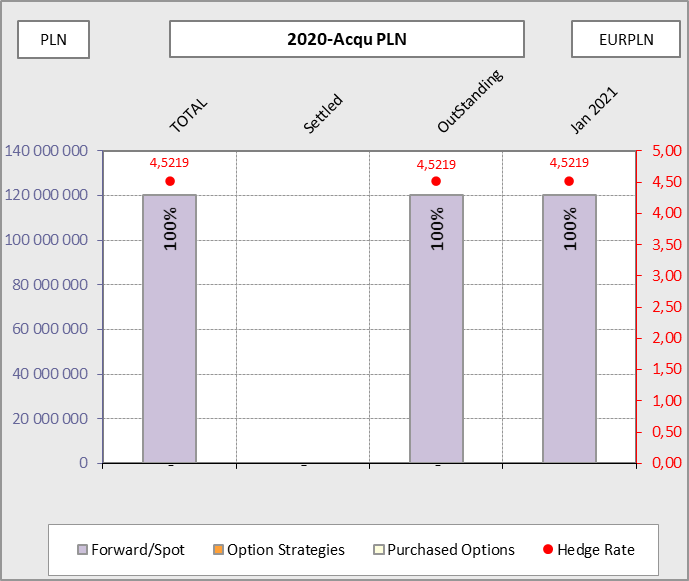 PLN
2020-Acqu PLN
EURPLN
TOTAL
Settled
OutStanding
Jan 2021
140 000 000
120 000 000
100 000 000
80 000 000
60 000 000
40 000 000
20 000 000
0
4,5219
4,5219
4,5219
100%
100%
100%
-
-
-
5,00
4,50
4,00
3,50
3,00
2,50
2,00
1,50
1,00
0,50
0,00
Forward/Spot
Option Strategies
Purchased Options
Hedge Rate